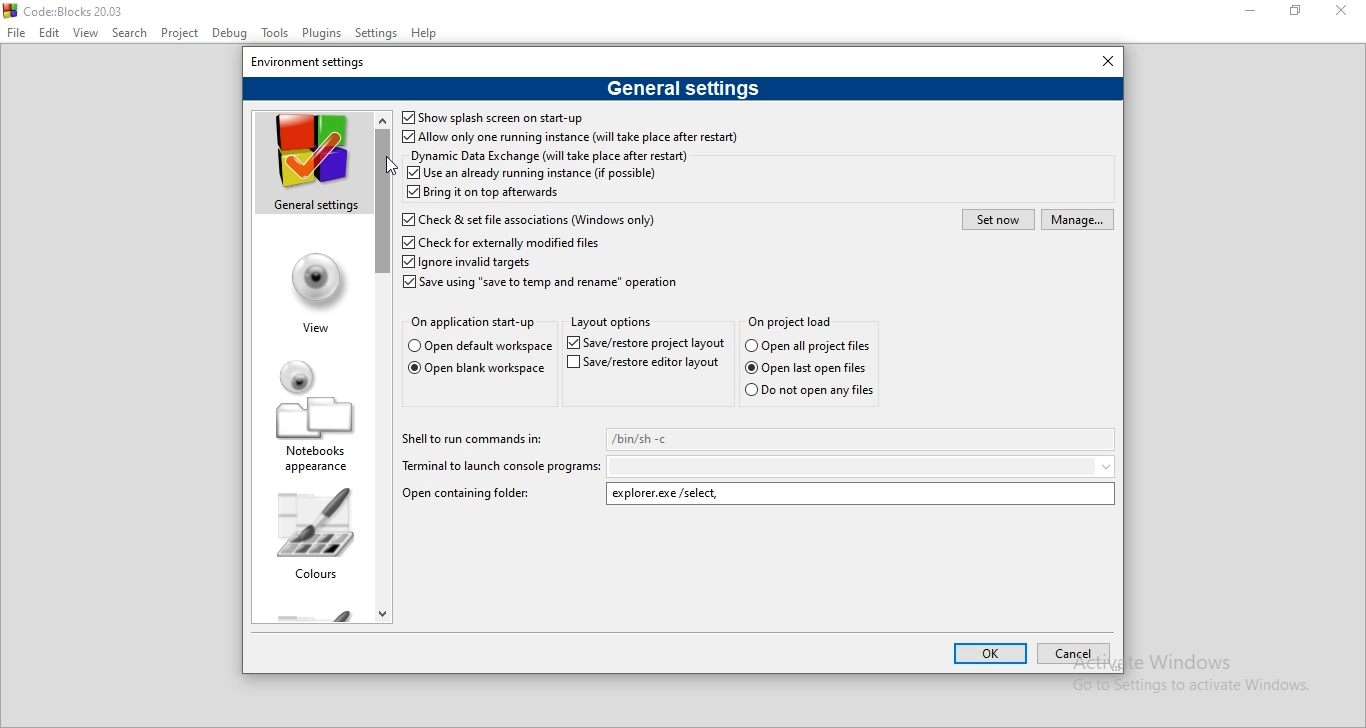 Code::Blocks 20.03
File Edit View Search Project Debug Tools Plugins Settings Help
Environment settings
General settings
General settings
View
Notebooks
appearance
Colours
Show splash screen on start-up
Allow only one running instance (will take place after restart)
Dynamic Data Exchange (will take place after restart)
Use an already running instance (if possible)
Bring it on top afterwards
Check & set file associations (Windows only)
Set now Manage...
Check for externally modified files
Ignore invalid targets
Save using "save to temp and rename" operation
On application start-up
Open default workspace
Open blank workspace
Layout options
Save/restore project layout
Save/restore editor layout
On project load
Open all project files
Open last open files
Do not open any files
Shell to run commands in: /bin/sh -c
Terminal to launch console programs:
Open containing folder: explorer.exe /select,
OK Cancel
Activate Windows
Go to Settings to activate Windows.